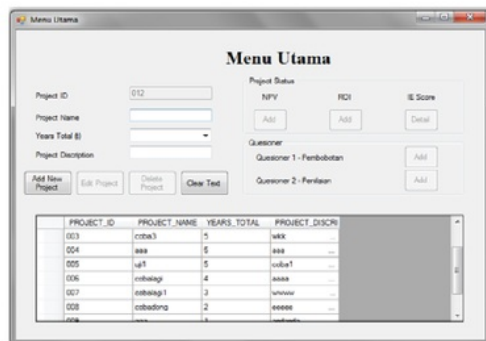 Menu Utama
Menu Utama
Project ID
012
Project Name
Years Total (t)
Project Discription
Add New Project
Edit Project
Delete Project
Clear Text
Project Status
NPV ROI IE Score
Add Add Detail
Quesioner
Quesioner 1 - Pembobotan Add
Quesioner 2 - Penilaian Add
PROJECT_ID PROJECT_NAME YEARS_TOTAL PROJECT_DISCRI
003 coba3 5 wkk ...
004 aaa 6 aaa ...
005 uji1 5 coba1 ...
006 cobalagi 4 aaaa ...
007 cobalagi1 3 wwww ...
008 cobadong 2 eeeee ...